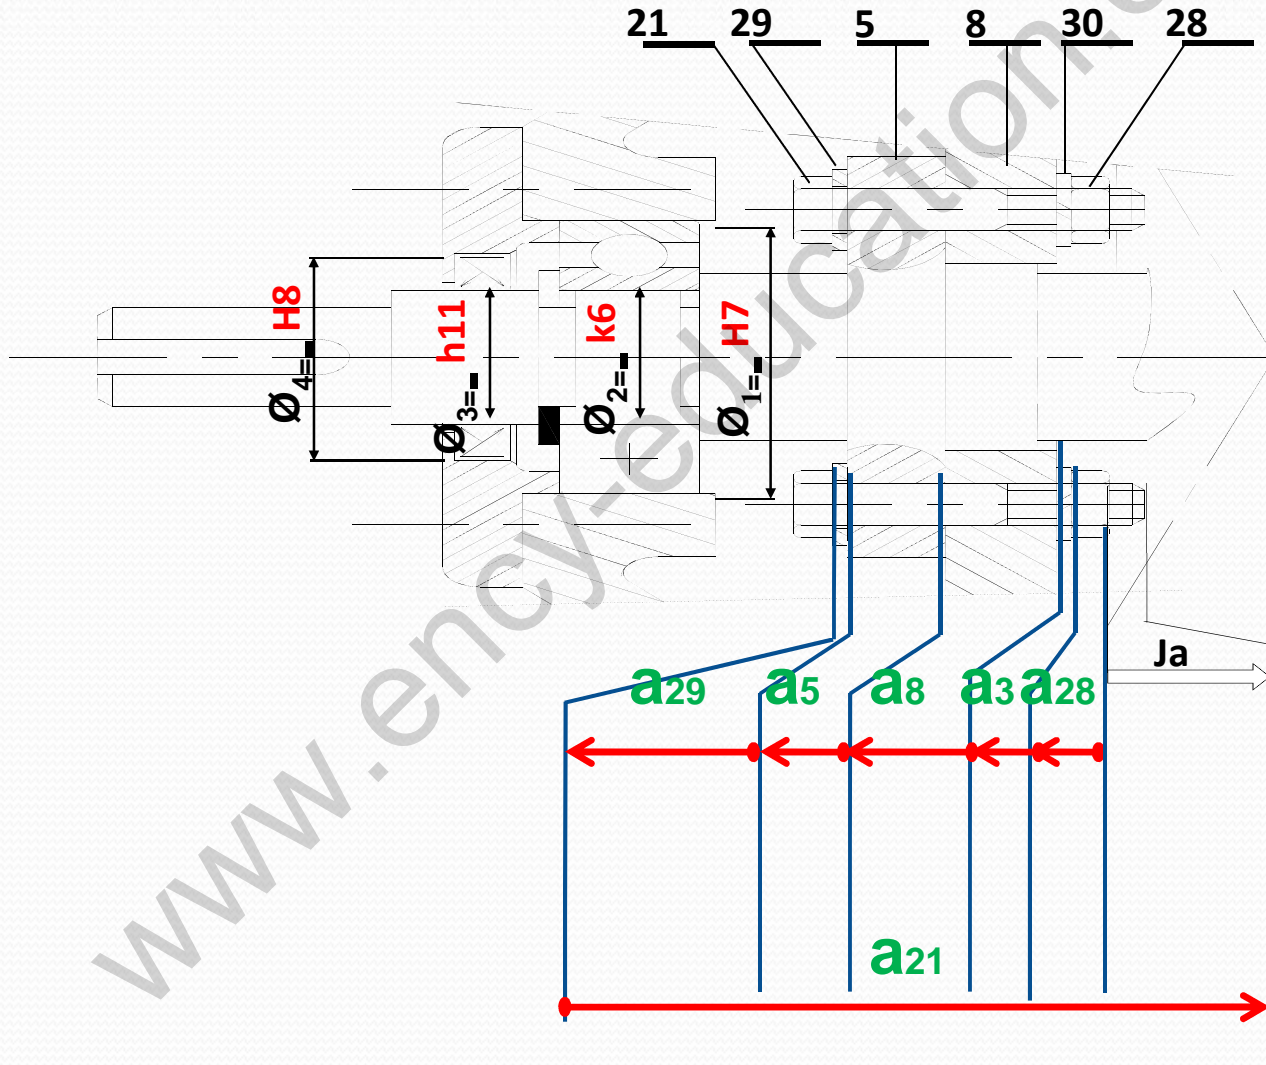 21 29 5 8 30 28
H8
h11
k6
H7
Ø4=
Ø3=
Ø2=
Ø1=
Ja
a29 a5 a8 a3 a28
a21
www.ency-education.c